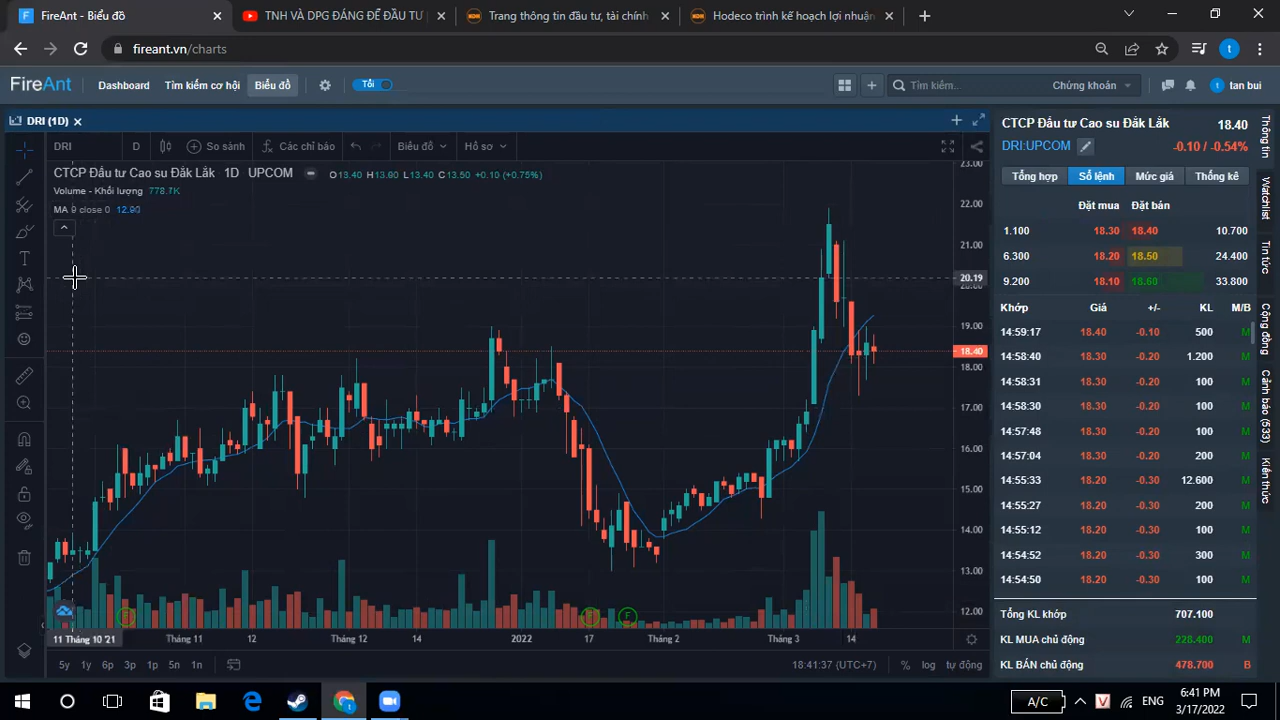 FireAnt - Biểu đồ
TNH VÀ DPG ĐÁNG ĐỂ ĐẦU TƯ
Trang thông tin đầu tư, tài chính
Hodeco trình kế hoạch lợi nhuận
fireant.vn/charts
t
FireAnt
Dashboard
Tìm kiếm cơ hội
Biểu đồ
Tối
Tìm kiếm...
Chứng khoán
t
tan bui
DRI (1D)
DRI
D
So sánh
Các chỉ báo
Biểu đồ
Hồ sơ
CTCP Đầu tư Cao su Đắk Lắk 1D UPCOM
O 13.40 H 13.80 L 13.40 C 13.50 +0.10 (+0.75%)
Volume - Khối lượng 778.7K
MA 9 close 0 12.90
23.00
22.00
21.00
20.19
20.00
19.00
18.40
18.00
17.00
16.00
15.00
14.00
13.00
12.00
11 Tháng 10 '21
Tháng 11
12
Tháng 12
14
2022
17
Tháng 2
Tháng 3
14
5y
1y
6p
3p
1p
5n
1n
18:41:37 (UTC+7)
%
log
tự động
CTCP Đầu tư Cao su Đắk Lắk
18.40
DRI:UPCOM
-0.10 / -0.54%
Tổng hợp
Sổ lệnh
Mức giá
Thống kê
Đặt mua Đặt bán
1.100 18.30 18.40 10.700
6.300 18.20 18.50 24.400
9.200 18.10 18.60 33.800
Khớp Giá +/- KL M/B
14:59:17 18.40 -0.10 500 M
14:58:40 18.30 -0.20 1.200 M
14:58:31 18.30 -0.20 100 M
14:58:30 18.30 -0.20 100 M
14:57:48 18.30 -0.20 100 M
14:57:04 18.30 -0.20 200 M
14:55:33 18.20 -0.30 12.600 M
14:55:27 18.20 -0.30 200 M
14:55:12 18.20 -0.30 100 M
14:54:52 18.20 -0.30 300 M
14:54:50 18.20 -0.30 100 M
Tổng KL khớp 707.100
KL MUA chủ động 228.400 M
KL BÁN chủ động 478.700 B
Thông tin
Watchlist
Tin tức
Cộng đồng
Cảnh báo (533)
Kiến thức
A/C
ENG
6:41 PM
3/17/2022